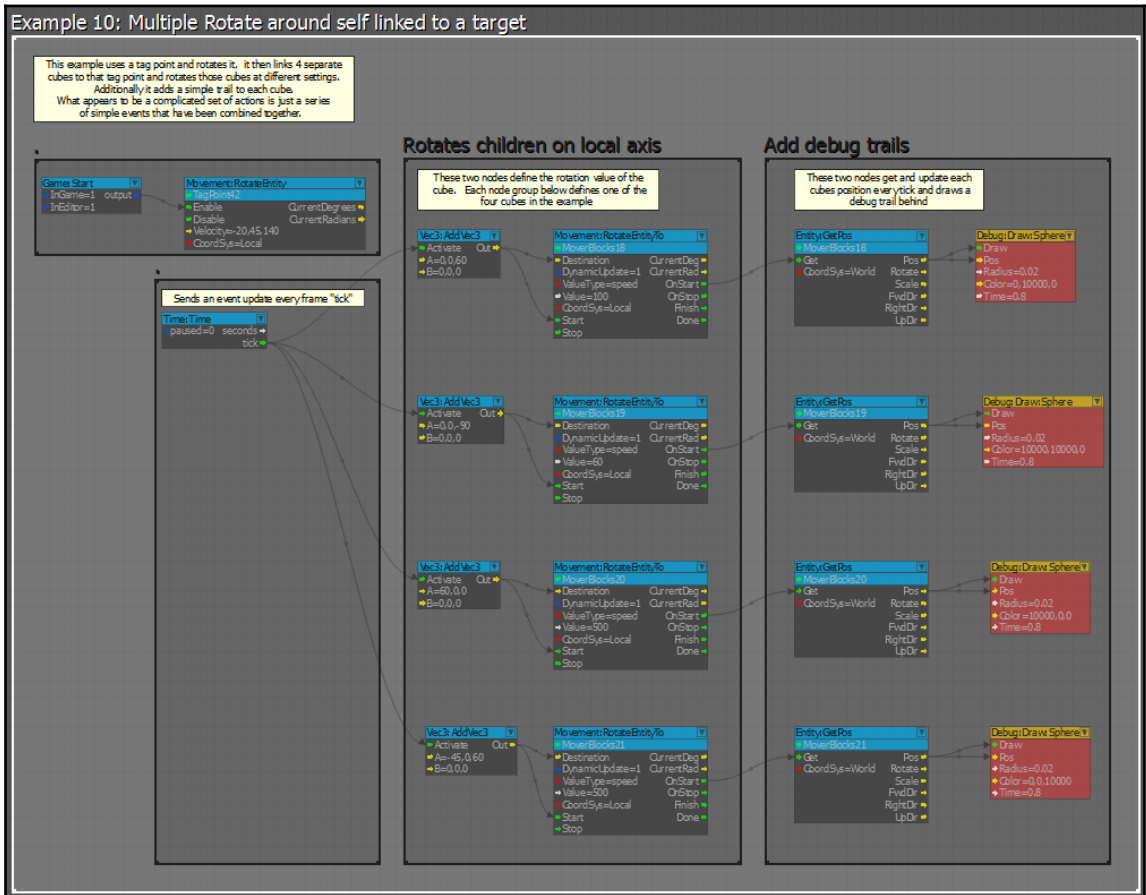 Example 10: Multiple Rotate around self linked to a target
This example uses a tag point and rotates it, it then links 4 separate
cubes to that tag point and rotates those cubes at different settings.
Additionally it adds a simple trail to each cube.
What appears to be a complicated set of actions is just a series
of simple events that have been combined together.
Game:Start
InGame=1 output
InEditor=1
Movement:RotateEntity
TagPoint42
Enable CurrentDegrees
Disable CurrentRadians
Velocity=-20,45,140
CoordSys=Local
Sends an event update every frame "tick"
Time:Time
paused=0 seconds
tick
Rotates children on local axis
These two nodes define the rotation value of the
cube. Each node group below defines one of the
four cubes in the example
Vec3:AddVec3
Activate Out
A=0,0,60
B=0,0,0
Movement:RotateEntityTo
MoverBlocks18
Destination CurrentDeg
DynamicUpdate=1 CurrentRad
ValueType=speed OnStart
Value=100 OnStop
CoordSys=Local Finish
Start Done
Stop
Vec3:AddVec3
Activate Out
A=0,0,-90
B=0,0,0
Movement:RotateEntityTo
MoverBlocks19
Destination CurrentDeg
DynamicUpdate=1 CurrentRad
ValueType=speed OnStart
Value=60 OnStop
CoordSys=Local Finish
Start Done
Stop
Vec3:AddVec3
Activate Out
A=60,0,0
B=0,0,0
Movement:RotateEntityTo
MoverBlocks20
Destination CurrentDeg
DynamicUpdate=1 CurrentRad
ValueType=speed OnStart
Value=500 OnStop
CoordSys=Local Finish
Start Done
Stop
Vec3:AddVec3
Activate Out
A=-45,0,60
B=0,0,0
Movement:RotateEntityTo
MoverBlocks21
Destination CurrentDeg
DynamicUpdate=1 CurrentRad
ValueType=speed OnStart
Value=500 OnStop
CoordSys=Local Finish
Start Done
Stop
Add debug trails
These two nodes get and update each
cubes position everytick and draws a
debug trail behind
Entity:GetPos
MoverBlocks18
Get Pos
CoordSys=World Rotate
Scale
FwdDir
RightDir
UpDir
Debug:Draw:Sphere
Draw
Pos
Radius=0.02
Color=0,10000,0
Time=0.8
Entity:GetPos
MoverBlocks19
Get Pos
CoordSys=World Rotate
Scale
FwdDir
RightDir
UpDir
Debug:Draw:Sphere
Draw
Pos
Radius=0.02
Color=10000,10000,0
Time=0.8
Entity:GetPos
MoverBlocks20
Get Pos
CoordSys=World Rotate
Scale
FwdDir
RightDir
UpDir
Debug:Draw:Sphere
Draw
Pos
Radius=0.02
Color=10000,0,0
Time=0.8
Entity:GetPos
MoverBlocks21
Get Pos
CoordSys=World Rotate
Scale
FwdDir
RightDir
UpDir
Debug:Draw:Sphere
Draw
Pos
Radius=0.02
Color=0,0,10000
Time=0.8